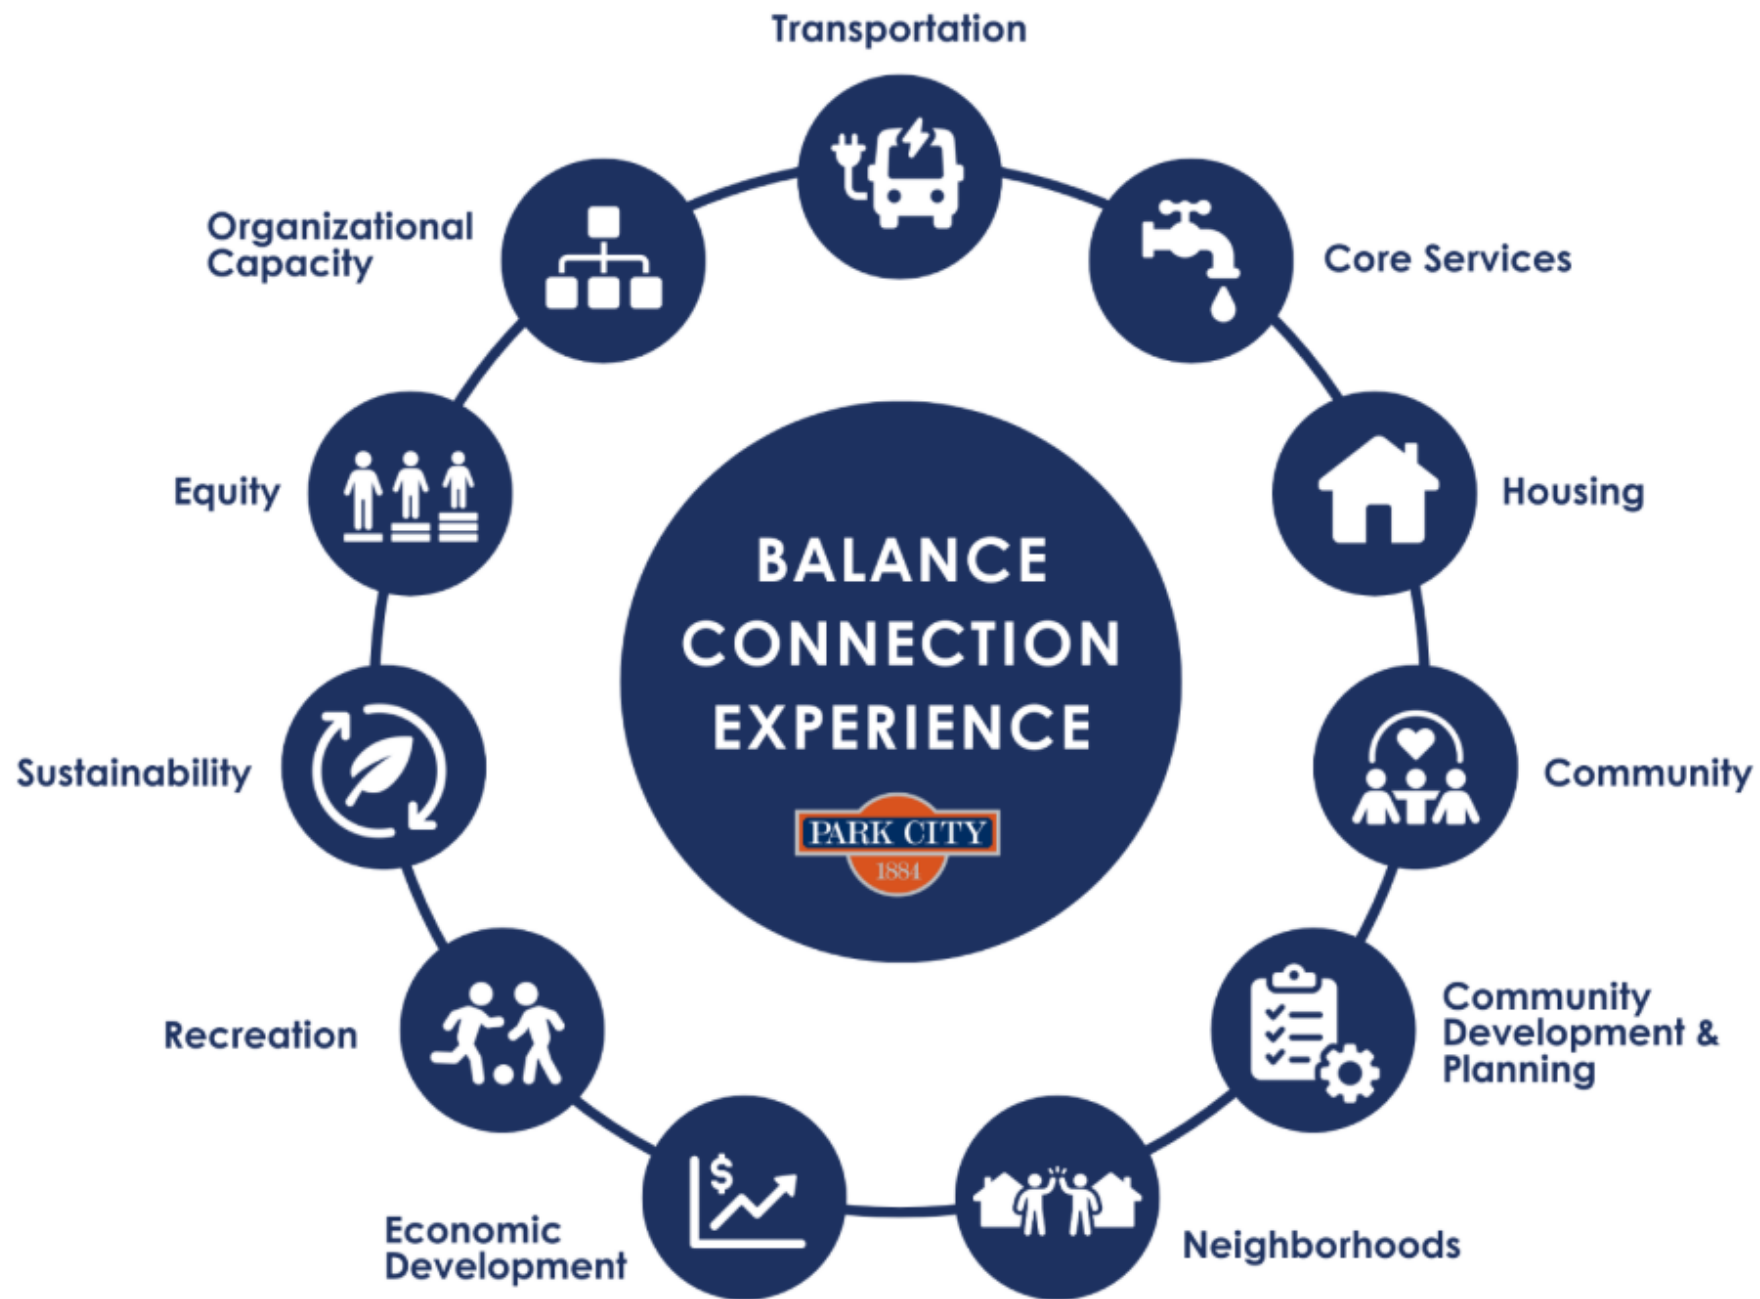 Transportation
Core Services
Housing
Community
Community
Development &
Planning
Neighborhoods
Economic
Development
Recreation
Sustainability
Equity
Organizational
Capacity
BALANCE
CONNECTION
EXPERIENCE
PARK CITY
1884
$